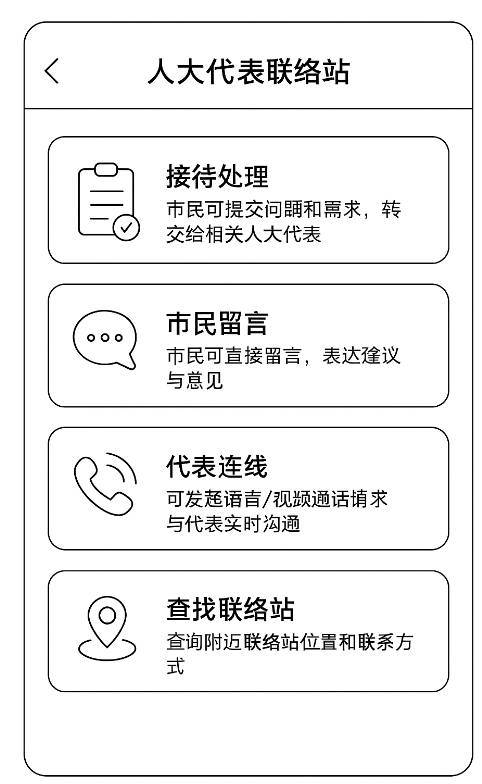 人大代表联络站
接待处理
市民可提交问题和需求，转
交给相关人大代表
市民留言
市民可直接留言，表达建议
与意见
代表连线
可发起语言/视频通话请求
与代表实时沟通
查找联络站
查询附近联络站位置和联系方
式